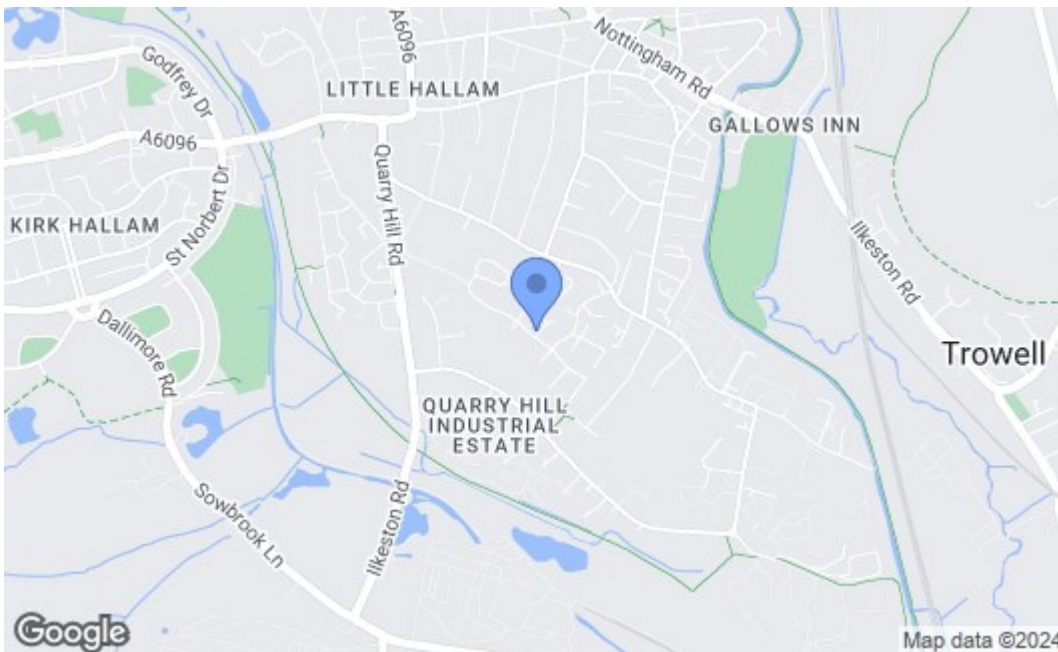 Godfrey Dr
A6096
Nottingham Rd
LITTLE HALLAM
A6096
GALLOWS INN
Quarry Hill Rd
St Norbert Dr
KIRK HALLAM
Ilkeston Rd
Dallimore Rd
Trowell
QUARRY HILL
INDUSTRIAL
ESTATE
Sowbrook Ln
Ilkeston Rd
Google
Map data ©2024